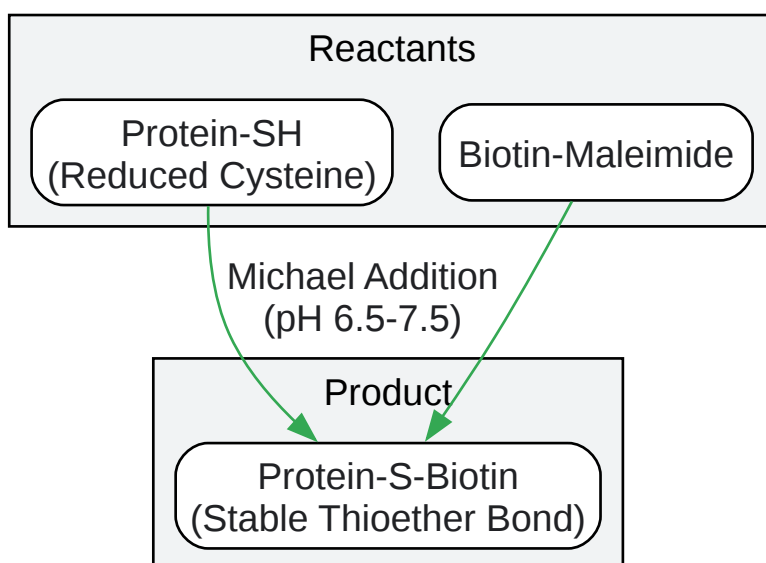 Reactants
Protein-SH
(Reduced Cysteine)
Biotin-Maleimide
Michael Addition
(pH 6.5-7.5)
Product
Protein-S-Biotin
(Stable Thioether Bond)